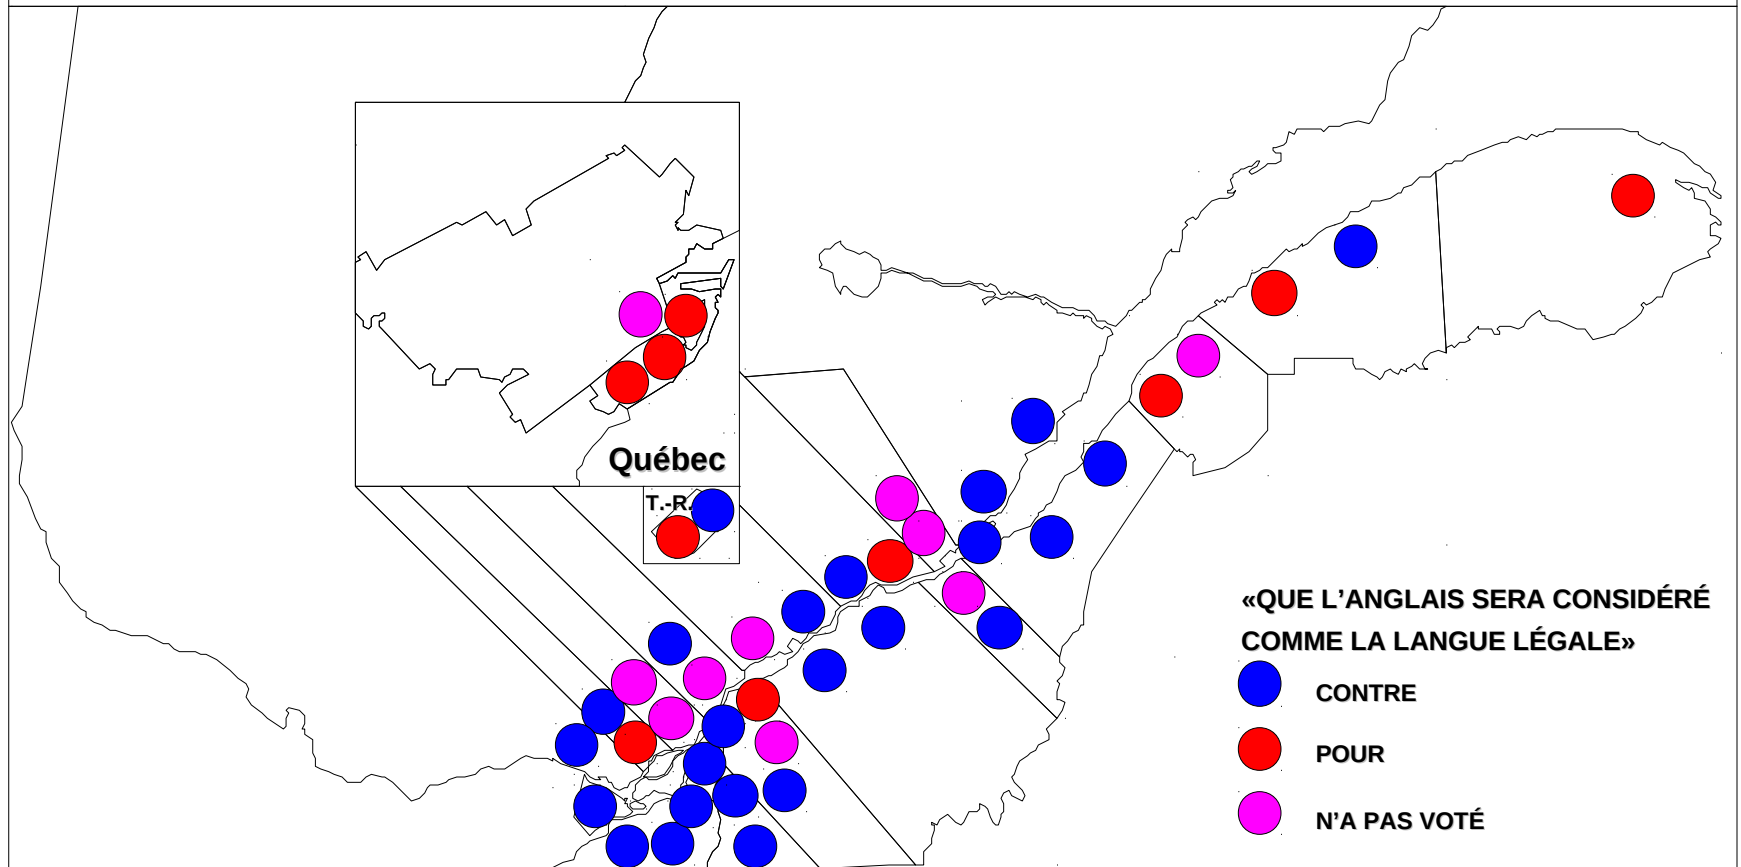 Québec
T.-R.
«QUE L'ANGLAIS SERA CONSIDÉRÉ
COMME LA LANGUE LÉGALE»
CONTRE
POUR
N'A PAS VOTÉ